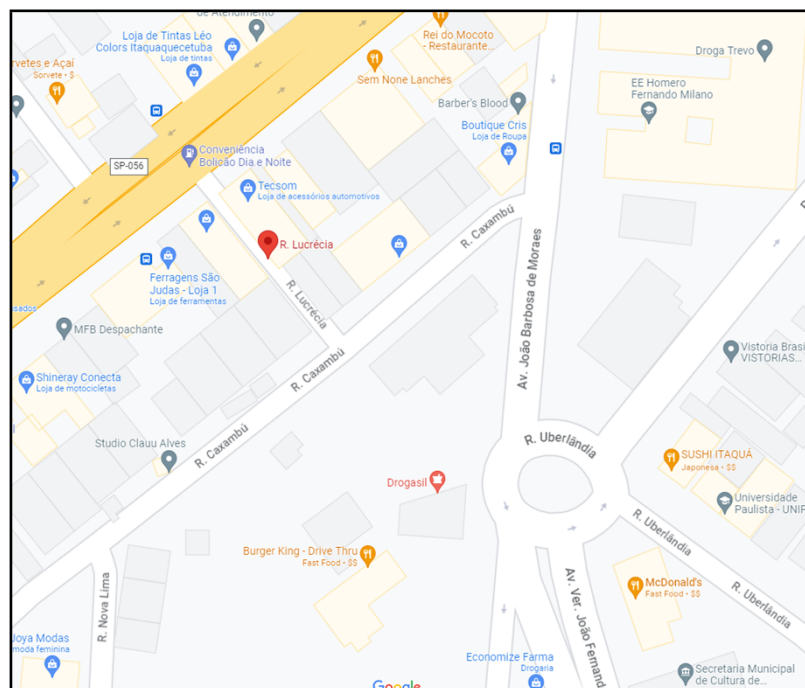 de Atendimento
Loja de Tintas Léo
Colors Itaquaquecetuba
Loja de tintas
Rei do Mocoto
- Restaurante...
Droga Trevo
Sorvete • $
Sem None Lanches
EE Homero
Fernando Milano
Barber's Blood
Boutique Cris
Loja de Roupa
Conveniência
Bolicão Dia e Noite
SP-056
Tecsom
Loja de acessórios automotivos
R. Caxambú
R. Lucrécia
Ferragens São
Judas - Loja 1
Loja de ferramentas
R. Lucrécia
Av. João Barbosa de Moraes
MFB Despachante
R. Caxambú
Vistoria Brasi
VISTORIAS...
Shineray Conecta
Loja de motocicletas
Studio Clauu Alves
R. Caxambú
R. Uberlândia
SUSHI ITAQUÁ
Japonesa • $$
Drogasil
Universidade
Paulista - UNIP
R. Uberlândia
Burger King - Drive Thru
Fast Food • $$
McDonald's
Fast Food • $$
R. Uberlândia
R. Nova Lima
Av. Ver. João Fernand
Joya Modas
moda feminina
Economize Farma
Drogaria
Secretaria Municipal
de Cultura de...
Google